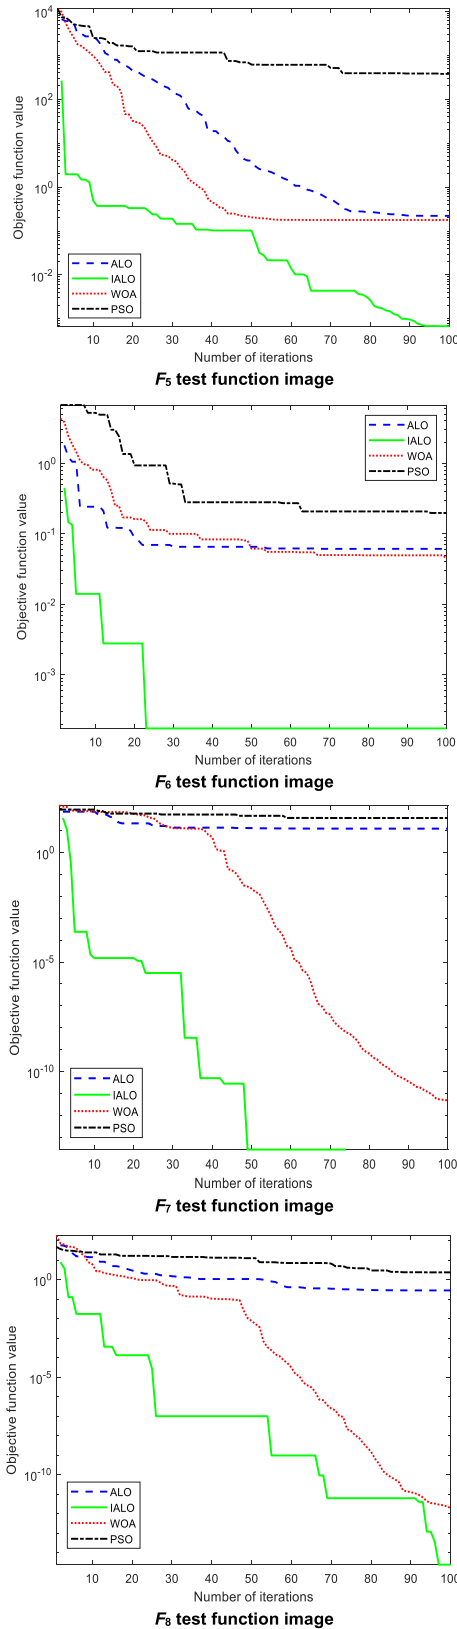 10^4
10^2
10^0
10^-2
Objective function value
ALO
IALO
WOA
PSO
10 20 30 40 50 60 70 80 90 100
Number of iterations
F5 test function image
10^0
10^-1
10^-2
10^-3
Objective function value
ALO
IALO
WOA
PSO
10 20 30 40 50 60 70 80 90 100
Number of iterations
F6 test function image
10^0
10^-5
10^-10
Objective function value
ALO
IALO
WOA
PSO
10 20 30 40 50 60 70 80 90 100
Number of iterations
F7 test function image
10^0
10^-5
10^-10
Objective function value
ALO
IALO
WOA
PSO
10 20 30 40 50 60 70 80 90 100
Number of iterations
F8 test function image